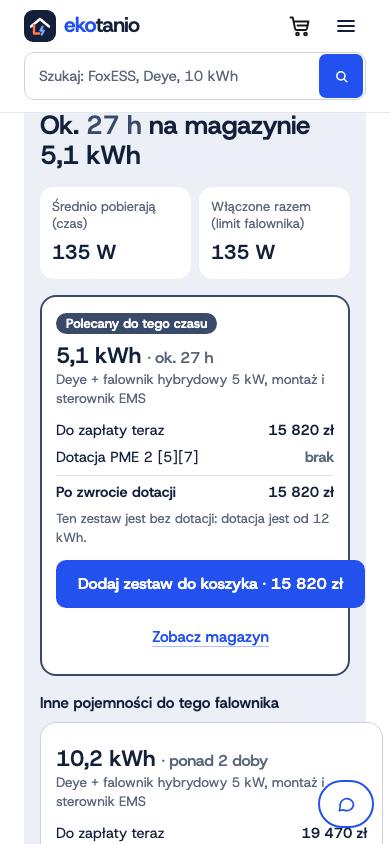 ekotanio
Szukaj: FoxESS, Deye, 10 kWh
Ok. 27 h na magazynie
5,1 kWh
Średnio pobierają
(czas)
135 W
Włączone razem
(limit falownika)
135 W
Polecany do tego czasu
5,1 kWh · ok. 27 h
Deye + falownik hybrydowy 5 kW, montaż i
sterownik EMS
Do zapłaty teraz 15 820 zł
Dotacja PME 2 [5][7] brak
Po zwrocie dotacji 15 820 zł
Ten zestaw jest bez dotacji: dotacja jest od 12
kWh.
Dodaj zestaw do koszyka · 15 820 zł
Zobacz magazyn
Inne pojemności do tego falownika
10,2 kWh · ponad 2 doby
Deye + falownik hybrydowy 5 kW, montaż i
sterownik EMS
Do zapłaty teraz 19 470 zł